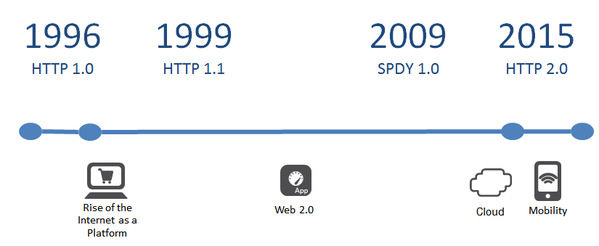 1996
HTTP 1.0
1999
HTTP 1.1
2009
SPDY 1.0
2015
HTTP 2.0
Rise of the
Internet as a
Platform
App
Web 2.0
Cloud
Mobility